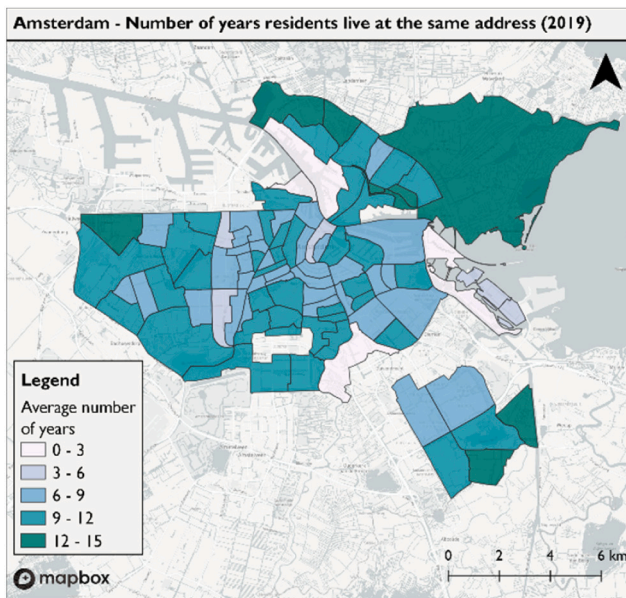 Amsterdam - Number of years residents live at the same address (2019)
Legend
Average number
of years
0 - 3
3 - 6
6 - 9
9 - 12
12 - 15
mapbox
0 2 4 6 km